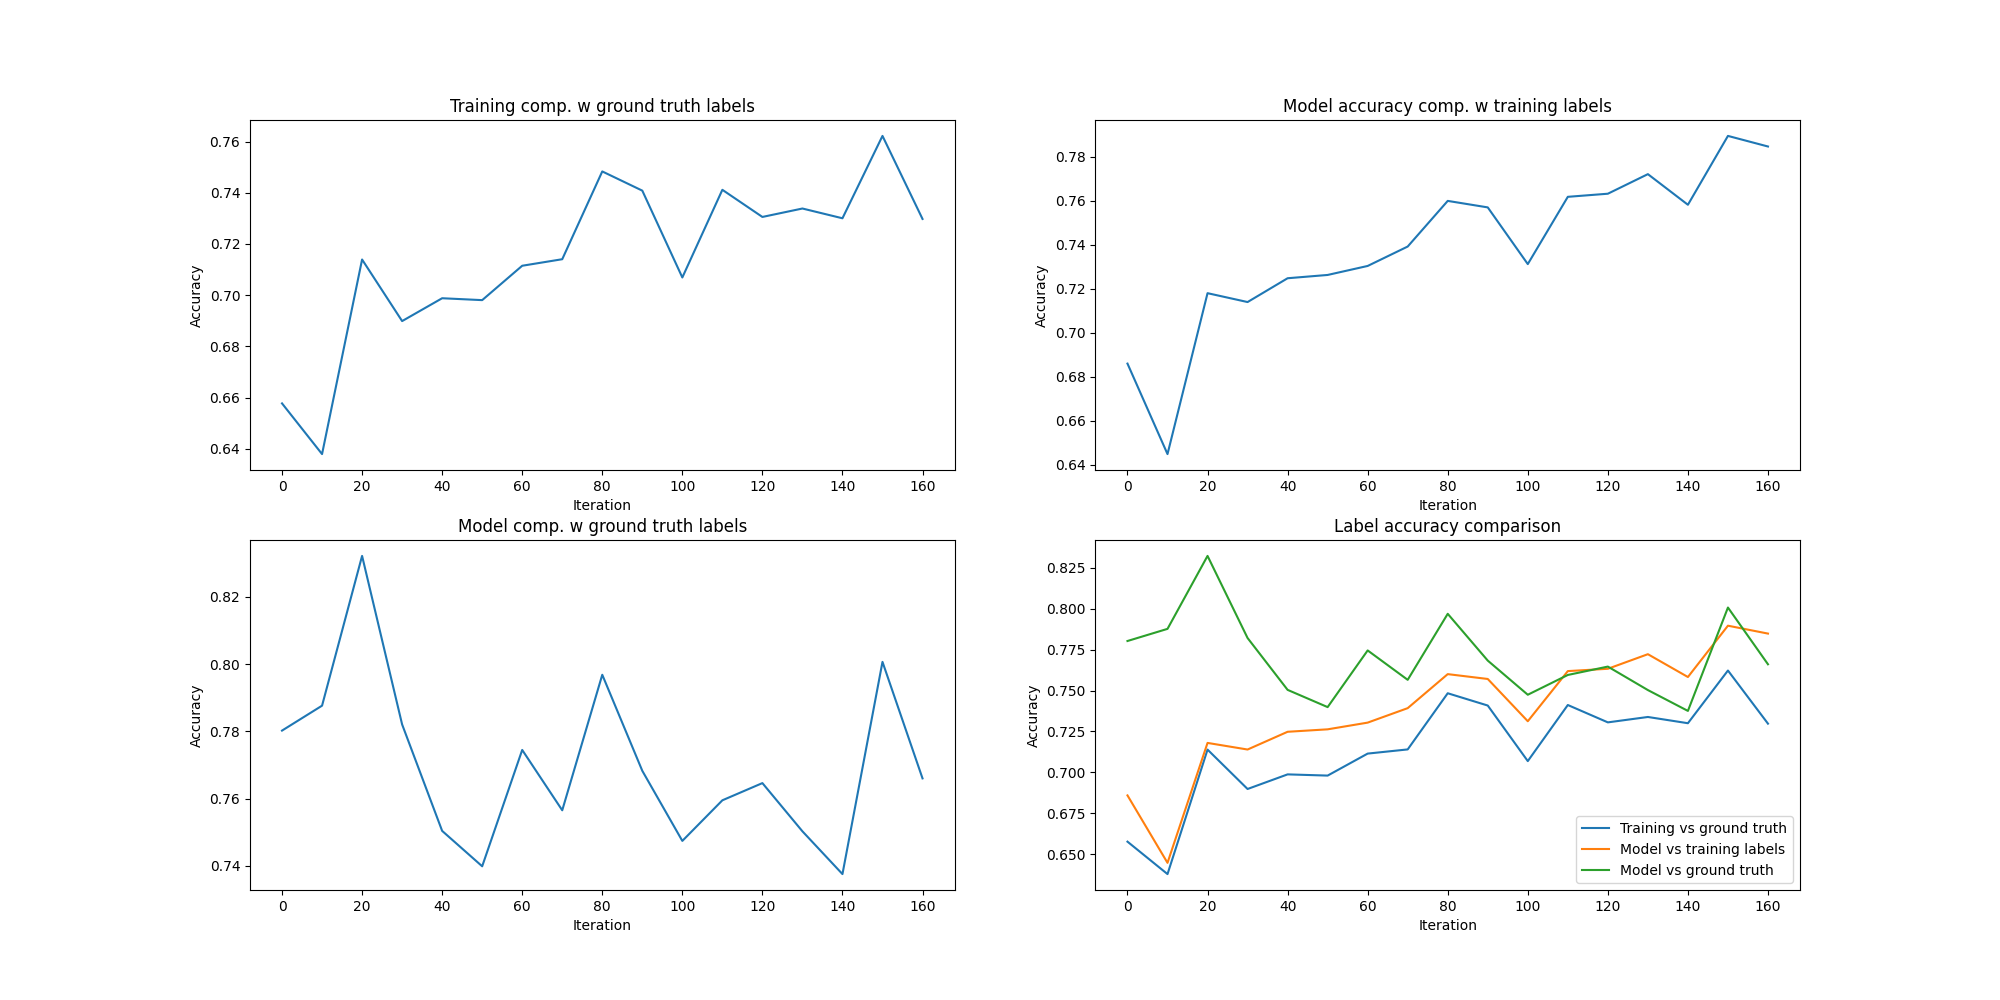 Training comp. w ground truth labels
Accuracy
0.76
0.74
0.72
0.70
0.68
0.66
0.64
0 20 40 60 80 100 120 140 160
Iteration
Model accuracy comp. w training labels
Accuracy
0.78
0.76
0.74
0.72
0.70
0.68
0.66
0.64
0 20 40 60 80 100 120 140 160
Iteration
Model comp. w ground truth labels
Accuracy
0.82
0.80
0.78
0.76
0.74
0 20 40 60 80 100 120 140 160
Iteration
Label accuracy comparison
Accuracy
0.825
0.800
0.775
0.750
0.725
0.700
0.675
0.650
Training vs ground truth
Model vs training labels
Model vs ground truth
0 20 40 60 80 100 120 140 160
Iteration